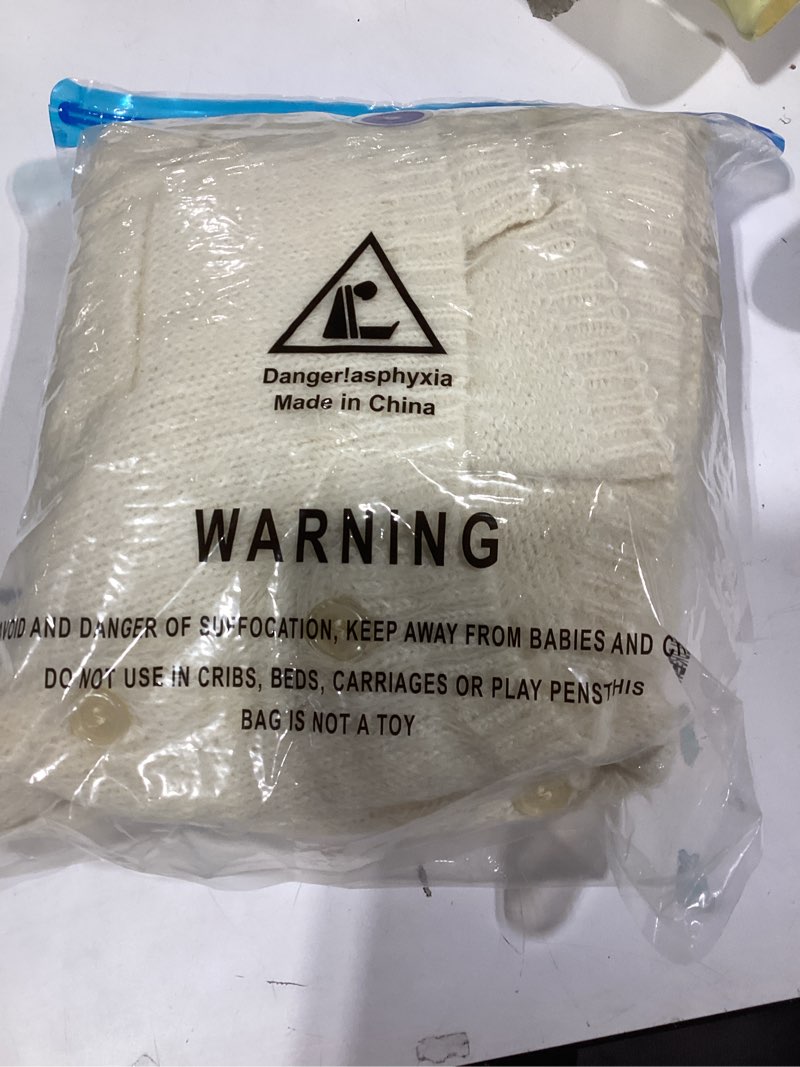 Danger!asphyxia
Made in China
WARNING
AND DANGER OF SUFFOCATION, KEEP AWAY FROM BABIES AND
DO NOT USE IN CRIBS, BEDS, CARRIAGES OR PLAY PENSTHIS
BAG IS NOT A TOY